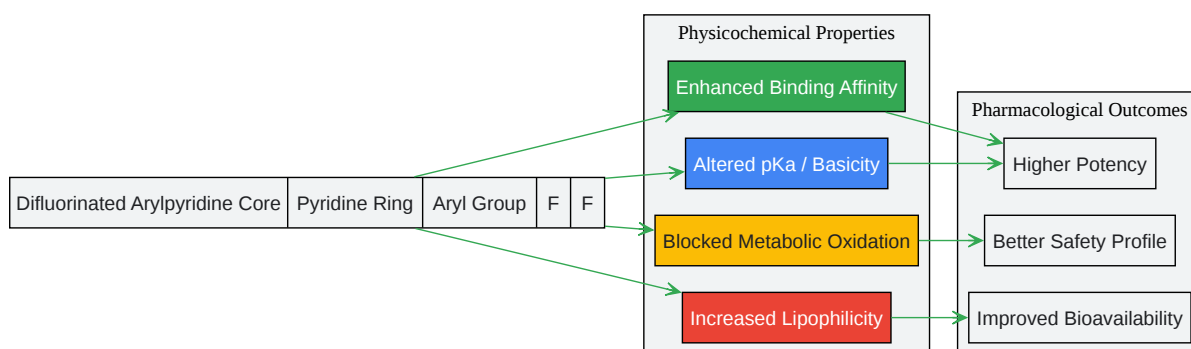 Difluorinated Arylpyridine Core
Pyridine Ring
Aryl Group
F
F
Physicochemical Properties
Enhanced Binding Affinity
Altered pKa / Basicity
Blocked Metabolic Oxidation
Increased Lipophilicity
Pharmacological Outcomes
Higher Potency
Better Safety Profile
Improved Bioavailability